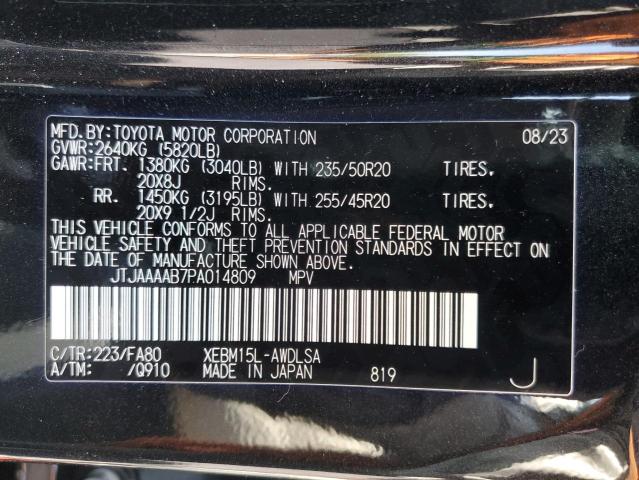 MFD.BY:TOYOTA MOTOR CORPORATION 08/23
GVWR:2640KG (5820LB)
GAWR:FRT. 1380KG (3040LB) WITH 235/50R20 TIRES.
20X8J RIMS.
RR. 1450KG (3195LB) WITH 255/45R20 TIRES.
20X9 1/2J RIMS.
THIS VEHICLE CONFORMS TO ALL APPLICABLE FEDERAL MOTOR
VEHICLE SAFETY AND THEFT PREVENTION STANDARDS IN EFFECT ON
THE DATE OF MANUFACTURE SHOWN ABOVE.
JTJAAAAB7PA014809 MPV
C/TR:223/FA80 XEBM15L-AWDLSA
A/TM: /Q910 MADE IN JAPAN 819 J